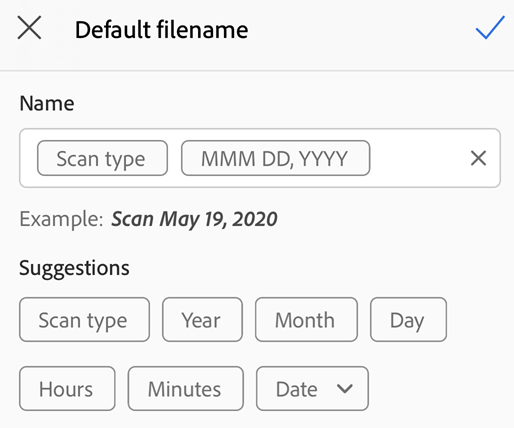 Default filename
Name
Scan type MMM DD, YYYY
Example: Scan May 19, 2020
Suggestions
Scan type Year Month Day
Hours Minutes Date